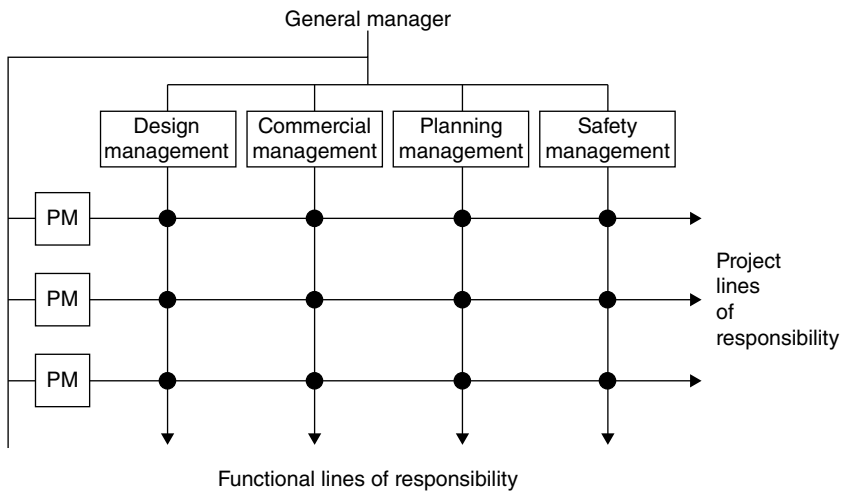 General manager
Design
management
Commercial
management
Planning
management
Safety
management
PM
PM
PM
Project
lines
of
responsibility
Functional lines of responsibility